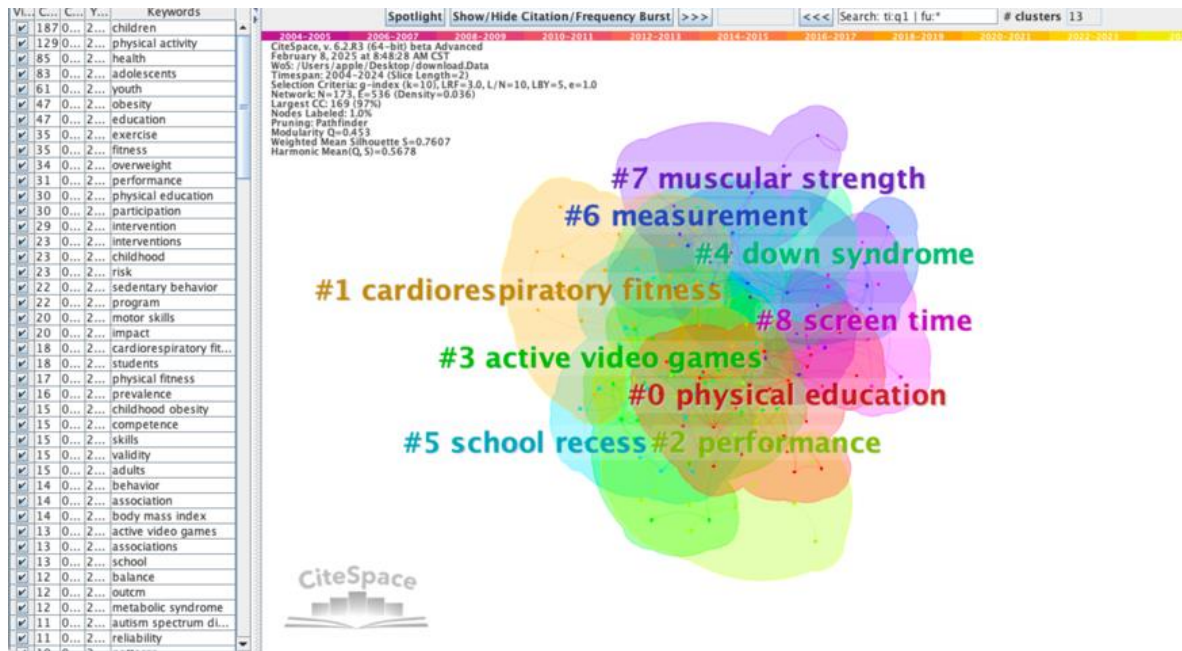 Vi... C... C... Y... Keywords
187 0... 2... children
129 0... 2... physical activity
85 0... 2... health
83 0... 2... adolescents
61 0... 2... youth
47 0... 2... obesity
47 0... 2... education
35 0... 2... exercise
35 0... 2... fitness
34 0... 2... overweight
31 0... 2... performance
30 0... 2... physical education
30 0... 2... participation
29 0... 2... intervention
23 0... 2... interventions
23 0... 2... childhood
23 0... 2... risk
22 0... 2... sedentary behavior
22 0... 2... program
20 0... 2... motor skills
20 0... 2... impact
18 0... 2... cardiorespiratory fit...
18 0... 2... students
17 0... 2... physical fitness
16 0... 2... prevalence
15 0... 2... childhood obesity
15 0... 2... competence
15 0... 2... skills
15 0... 2... validity
15 0... 2... adults
14 0... 2... behavior
14 0... 2... association
14 0... 2... body mass index
13 0... 2... active video games
13 0... 2... associations
13 0... 2... school
12 0... 2... balance
12 0... 2... outcm
12 0... 2... metabolic syndrome
11 0... 2... autism spectrum di...
11 0... 2... reliability
Spotlight Show/Hide Citation/Frequency Burst >>> <<< Search: ti:q1 | fu:* # clusters 13
2004-2005 2006-2007 2008-2009 2010-2011 2012-2013 2014-2015 2016-2017 2018-2019 2020-2021 2022-2023
CiteSpace, v. 6.2.R3 (64-bit) beta Advanced
February 8, 2025 at 8:48:28 AM CST
WoS: /Users/apple/Desktop/download.Data
Timespan: 2004-2024 (Slice Length=2)
Selection Criteria: g-index (k=10), LRF=3.0, L/N=10, LBY=5, e=1.0
Network: N=173, E=536 (Density=0.036)
Largest CC: 169 (97%)
Nodes Labeled: 1.0%
Pruning: Pathfinder
Modularity Q=0.453
Weighted Mean Silhouette S=0.7607
Harmonic Mean(Q, S)=0.5678
#7 muscular strength
#6 measurement
#4 down syndrome
#1 cardiorespiratory fitness
#8 screen time
#3 active video games
#0 physical education
#5 school recess #2 performance
CiteSpace